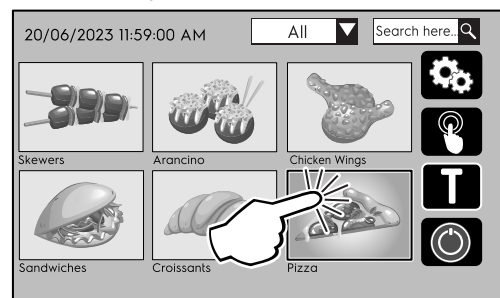 20/06/2023 11:59:00 AM
All
Search here..
Skewers
Arancino
Chicken Wings
T
Sandwiches
Croissants
Pizza